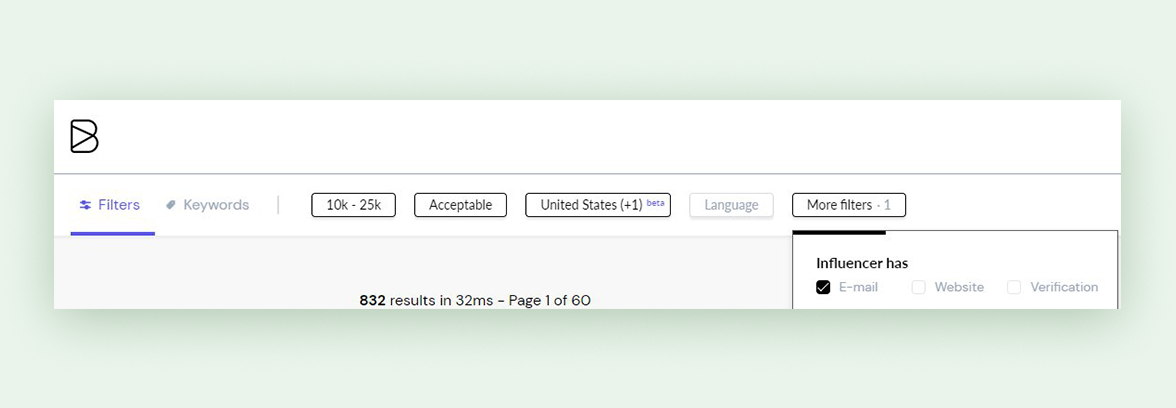 Filters Keywords 10k - 25k Acceptable United States (+1) beta Language More filters · 1
Influencer has
E-mail Website Verification
832 results in 32ms - Page 1 of 60